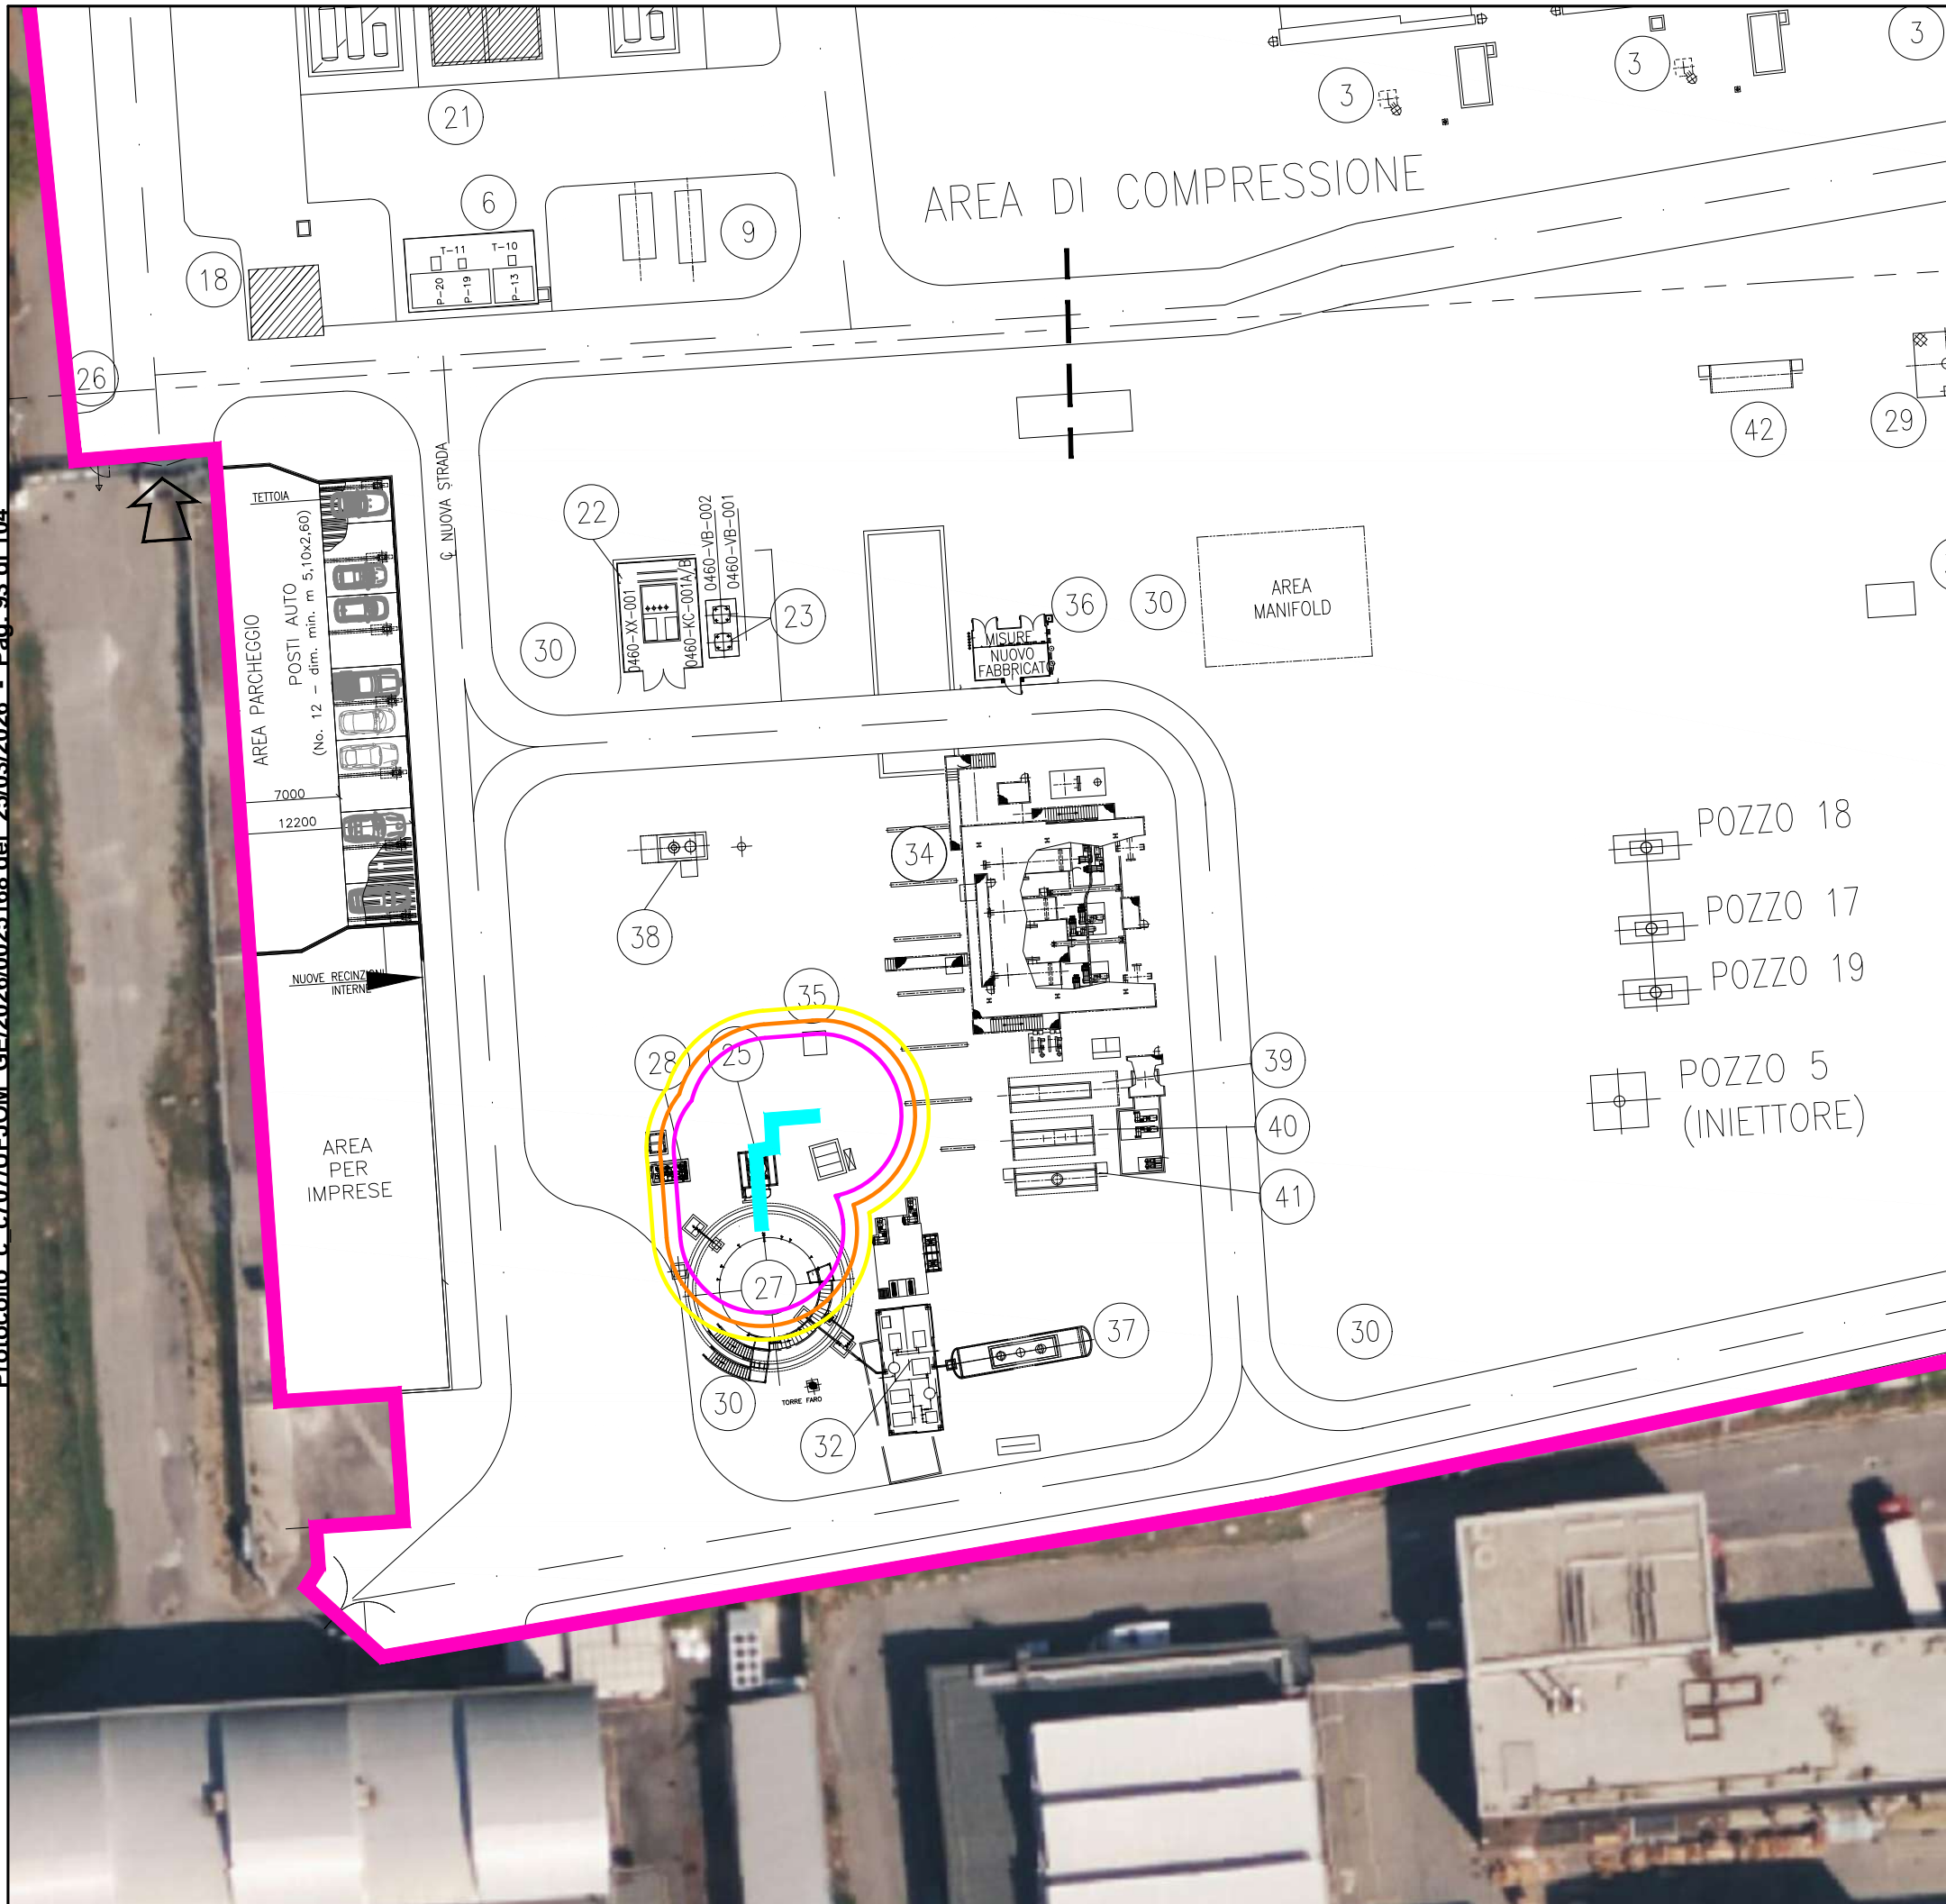 3
3
3
21
AREA DI COMPRESSIONE
6
9
T-11
T-10
P-20
P-19
P-13
18
26
42
29
TETTOIA
℄ NUOVA STRADA
AREA PARCHEGGIO
POSTI AUTO
(No. 12 - dim. min. m 5,10x2,60)
22
0460-XX-001
0460-KC-001A/B
0460-VB-002
0460-VB-001
23
30
MISURE
NUOVO
FABBRICATO
36
30
AREA
MANIFOLD
7000
12200
34
38
POZZO 18
POZZO 17
POZZO 19
NUOVE RECINZIONI
INTERNE
35
28
25
39
POZZO 5
(INIETTORE)
40
AREA
PER
IMPRESE
41
27
37
30
30
TORRE FARO
32